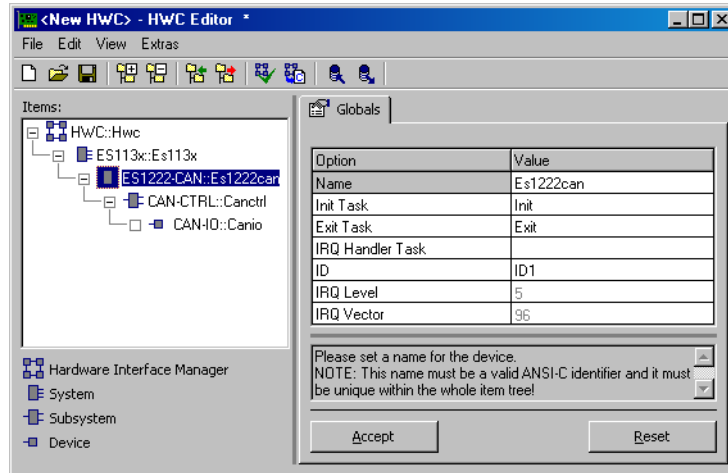 <New HWC> - HWC Editor *
File Edit View Extras
Items:
HWC::Hwc
ES113x::Es113x
ES1222-CAN::Es1222can
CAN-CTRL::Canctrl
CAN-IO::Canio
Hardware Interface Manager
System
Subsystem
Device
Globals
Option Value
Name Es1222can
Init Task Init
Exit Task Exit
IRQ Handler Task
ID ID1
IRQ Level 5
IRQ Vector 96
Please set a name for the device.
NOTE: This name must be a valid ANSI-C identifier and it must
be unique within the whole item tree!
Accept Reset